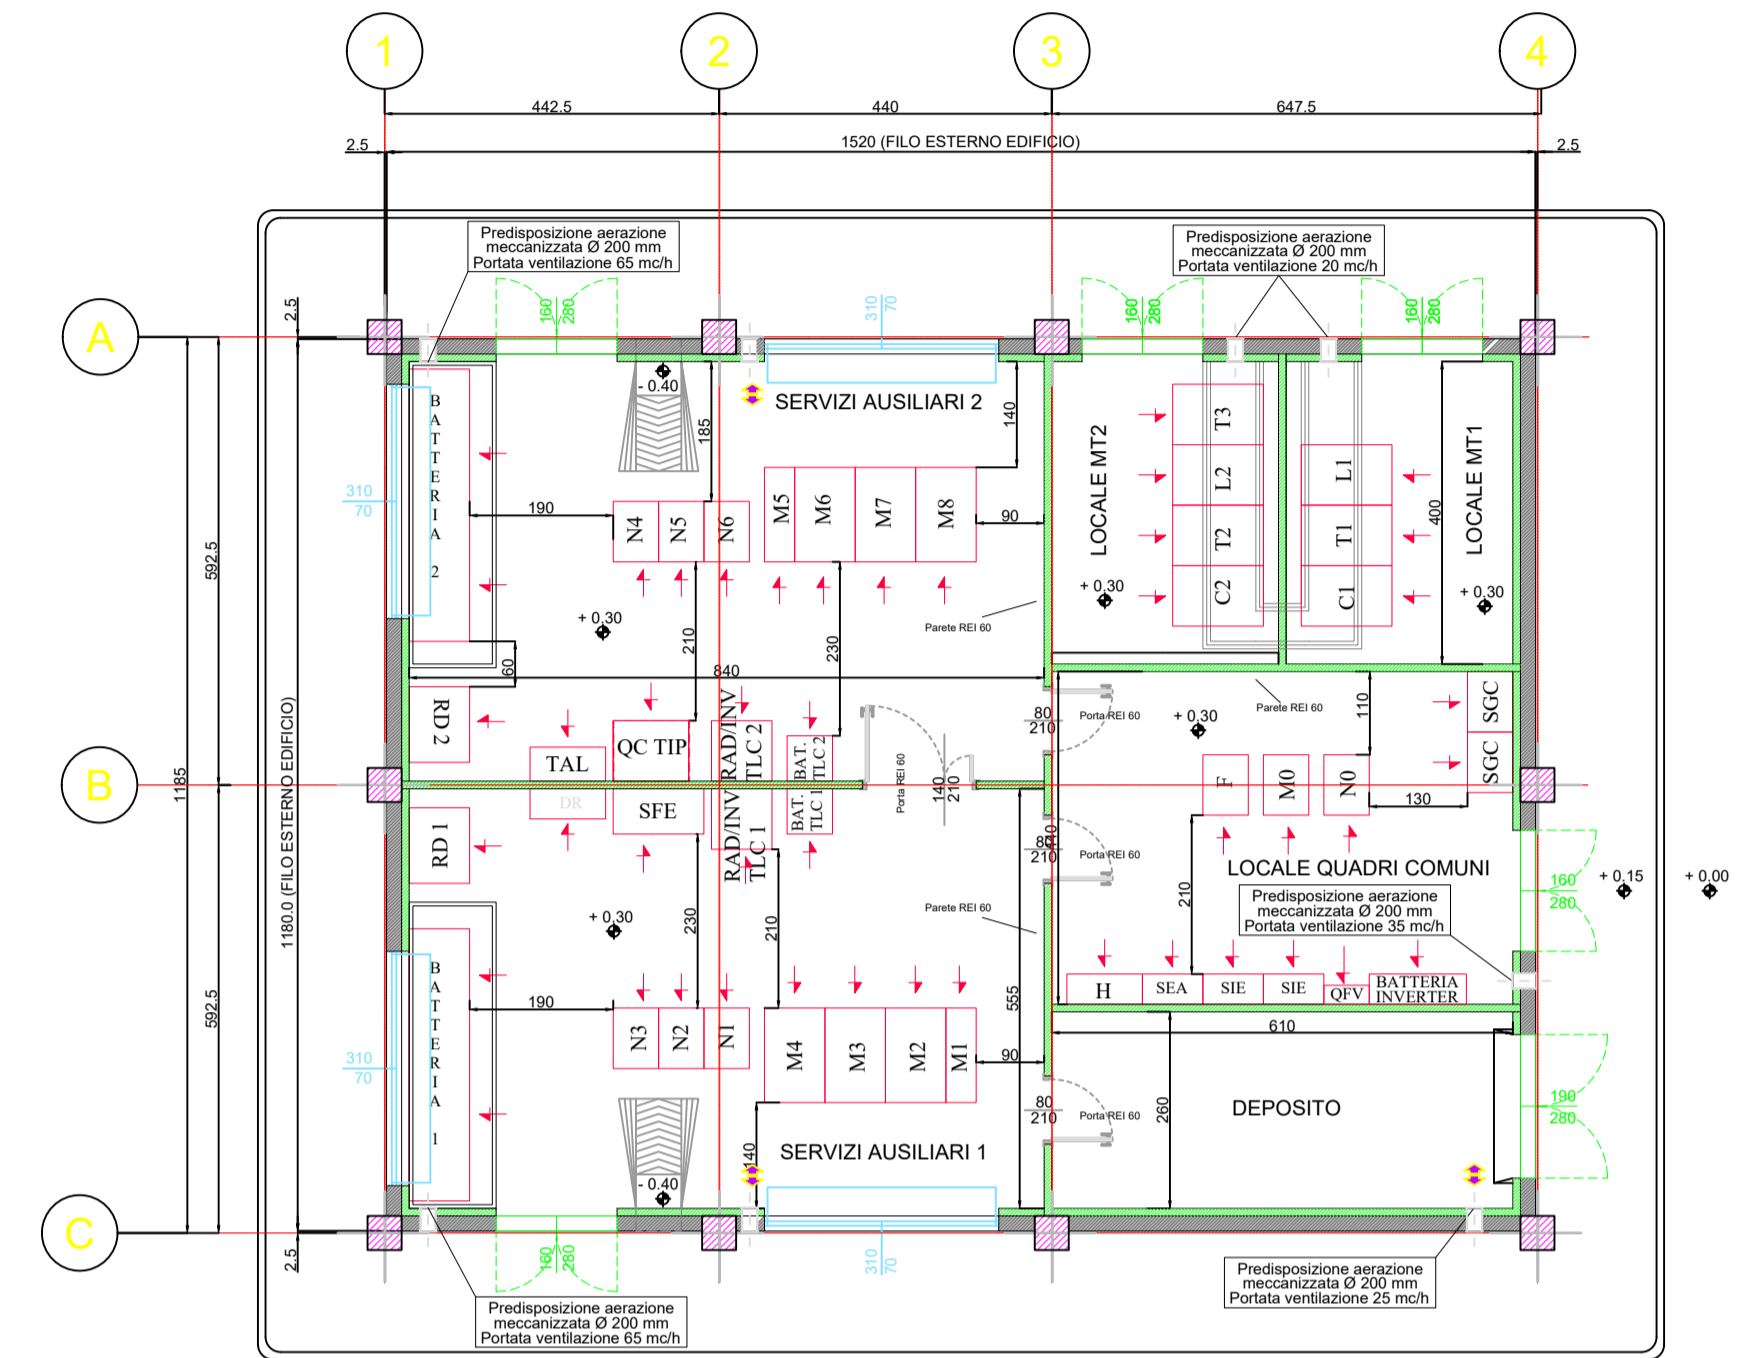 1
2
3
4
442.5
440
647.5
2.5
1520 (FILO ESTERNO EDIFICIO)
2.5
Predisposizione aerazione
meccanizzata Ø 200 mm
Portata ventilazione 65 mc/h
Predisposizione aerazione
meccanizzata Ø 200 mm
Portata ventilazione 20 mc/h
A
B
C
2.5
592.5
592.5
1185
1180.0 (FILO ESTERNO EDIFICIO)
2.5
160
280
310
70
160
280
160
280
- 0.40
SERVIZI AUSILIARI 2
185
140
BATTERIA 2
310
70
190
N4
N5
N6
M5
M6
M7
M8
90
+ 0.30
210
230
Parete REI 60
60
840
LOCALE MT2
+ 0.30
T3
L2
T2
C2
L1
T1
C1
400
LOCALE MT1
+ 0.30
RD 2
TAL
QC TIP
RAD/INV
TLC 2
BAT.
TLC 2
80
210
Porta REI 60
Parete REI 60
+ 0.30
110
SGC
SGC
DR
SFE
RAD/INV
TLC 1
BAT.
TLC 1
Porta REI 60
140
210
F
M0
N0
130
RD 1
80
210
Porta REI 60
LOCALE QUADRI COMUNI
160
280
+ 0.15
+ 0.00
Predisposizione aerazione
meccanizzata Ø 200 mm
Portata ventilazione 35 mc/h
+ 0.30
230
210
Parete REI 60
210
BATTERIA 1
310
70
190
N3
N2
N1
M4
M3
M2
M1
90
555
H
SEA
SIE
SIE
QFV
BATTERIA
INVERTER
610
80
210
Porta REI 60
260
DEPOSITO
190
280
- 0.40
140
SERVIZI AUSILIARI 1
160
280
310
70
Predisposizione aerazione
meccanizzata Ø 200 mm
Portata ventilazione 65 mc/h
Predisposizione aerazione
meccanizzata Ø 200 mm
Portata ventilazione 25 mc/h